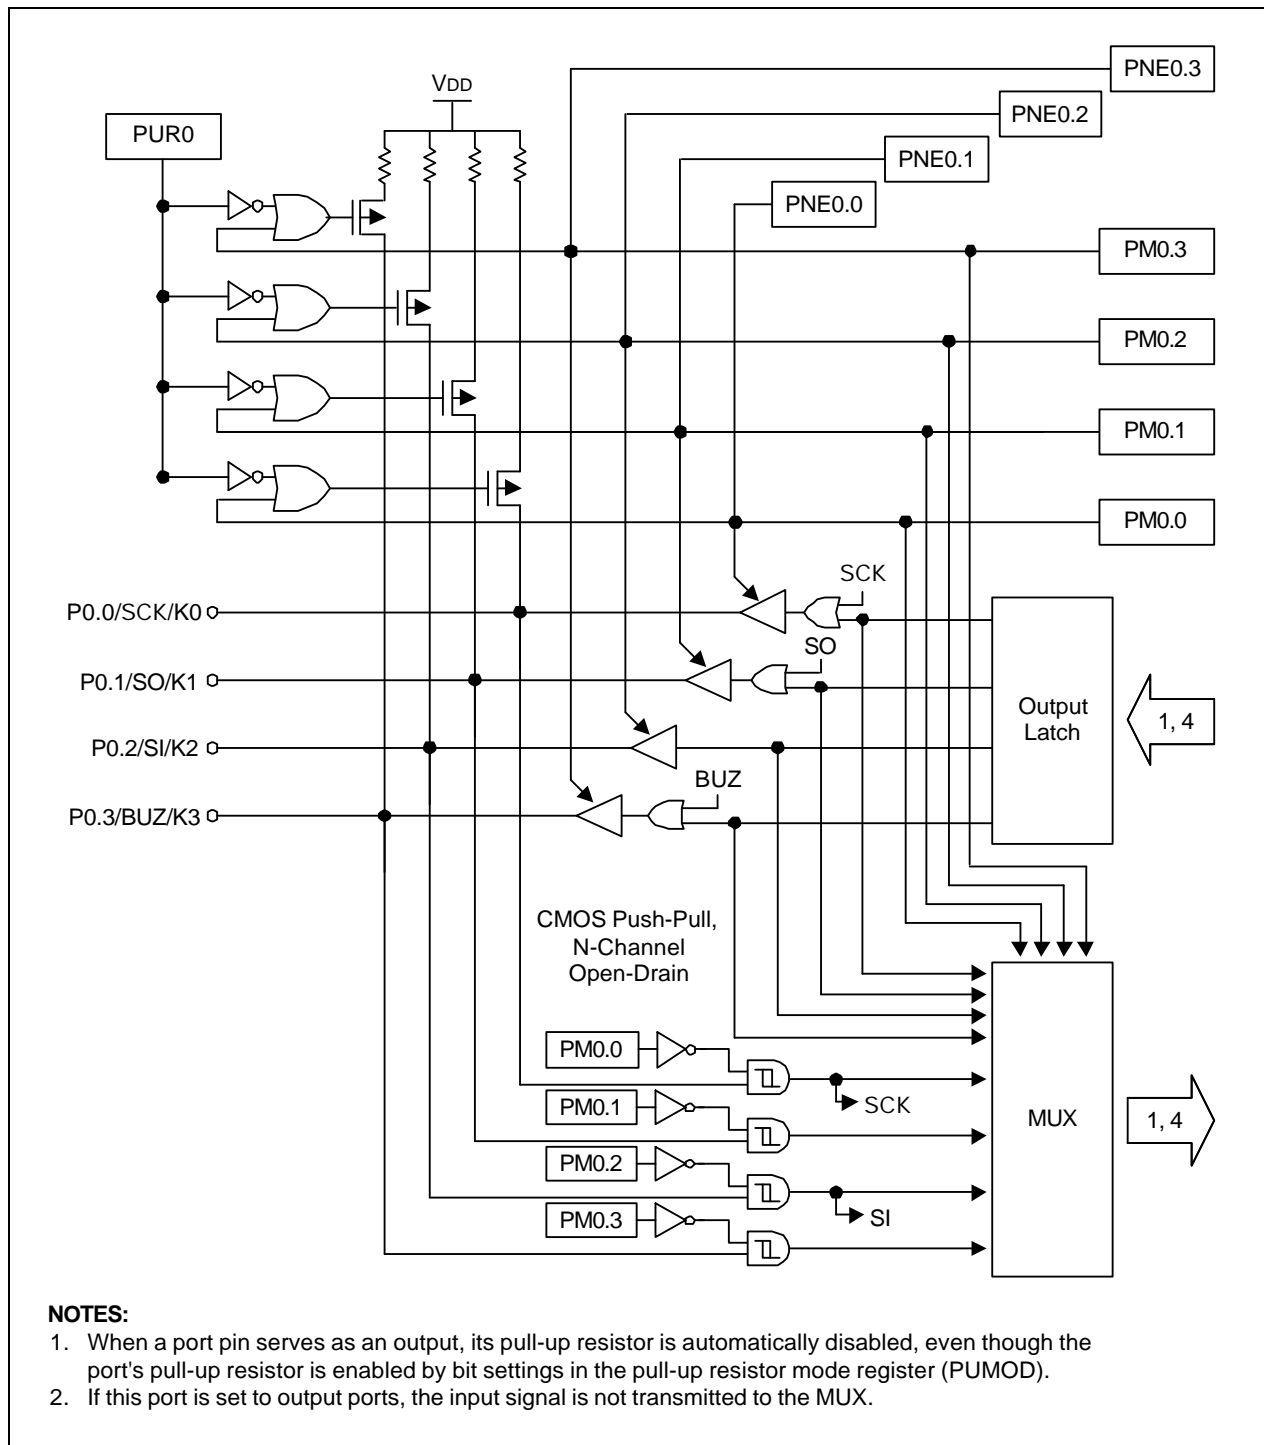 PNE0.3
VDD
PNE0.2
PUR0
PNE0.1
PNE0.0
PM0.3
PM0.2
PM0.1
PM0.0
SCK
P0.0/SCK/K0
SO
P0.1/SO/K1
Output
Latch
1, 4
P0.2/SI/K2
BUZ
P0.3/BUZ/K3
CMOS Push-Pull,
N-Channel
Open-Drain
PM0.0
SCK
PM0.1
MUX
1, 4
PM0.2
SI
PM0.3
NOTES:
1. When a port pin serves as an output, its pull-up resistor is automatically disabled, even though the
port's pull-up resistor is enabled by bit settings in the pull-up resistor mode register (PUMOD).
2. If this port is set to output ports, the input signal is not transmitted to the MUX.